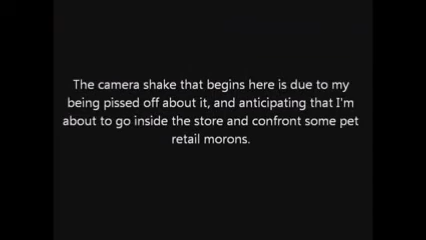 The camera shake that begins here is due to my
being pissed off about it, and anticipating that I'm
about to go inside the store and confront some pet
retail morons.